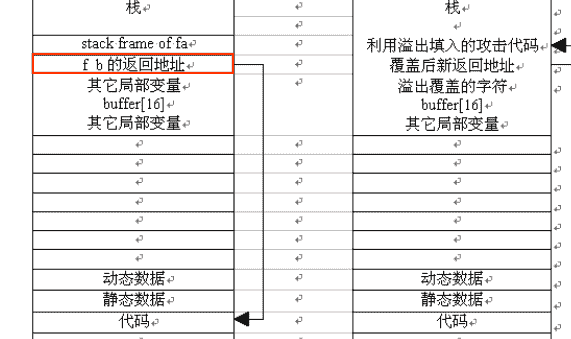 栈
stack frame of fa
f_b 的返回地址
其它局部变量
buffer[16]
其它局部变量
动态数据
静态数据
代码
栈
利用溢出填入的攻击代码
覆盖后新返回地址
溢出覆盖的字符
buffer[16]
其它局部变量
动态数据
静态数据
代码